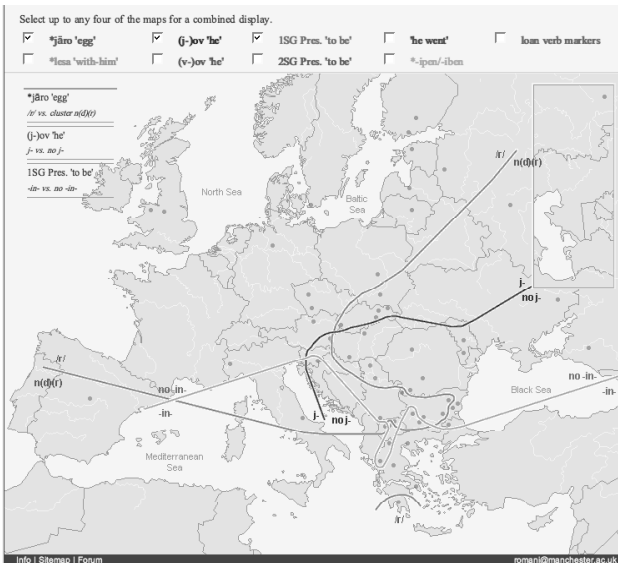 Select up to any four of the maps for a combined display.
*jāro 'egg' (j-)ov 'he' 1SG Pres. 'to be' 'he went' loan verb markers
*lesa 'with-him' (v-)ov 'he' 2SG Pres. 'to be' *-ipen/-iben
*jāro 'egg'
/r/ vs. cluster n(d)(r)
(j-)ov 'he'
j- vs. no j-
1SG Pres. 'to be'
-in- vs. no -in-
/r/
n(d)(r)
North Sea
Baltic
Sea
j-
no j-
/r/
n(d)(r)
no -in-
-in-
no -in-
-in-
Black Sea
j-
no j-
Mediterranean
Sea
/r/
Info | Sitemap | Forum
romani@manchester.ac.uk